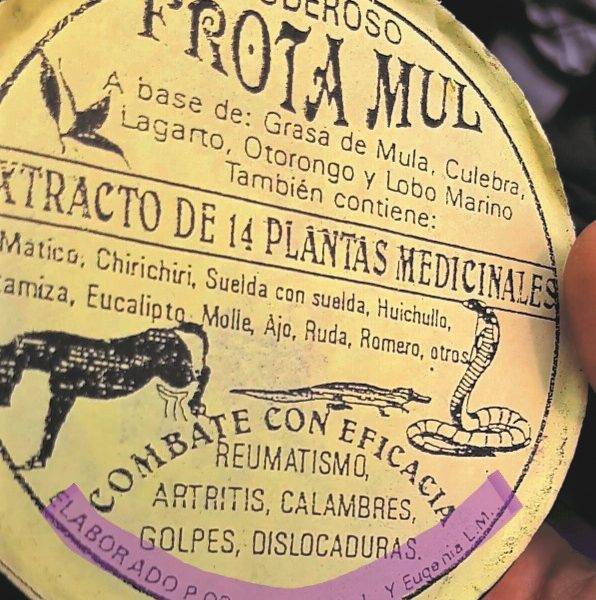 PODEROSO
FROTA MUL
A base de: Grasa de Mula, Culebra,
Lagarto, Otorongo y Lobo Marino
También contiene:
EXTRACTO DE 14 PLANTAS MEDICINALES
Matico, Chirichiri, Suelda con suelda, Huichullo,
Eucalipto, Molle, Ajo, Ruda, Romero, otros
COMBATE CON EFICACIA
REUMATISMO,
ARTRITIS, CALAMBRES,
GOLPES, DISLOCADURAS.
ELABORADO POR Y Eugenia L.M.